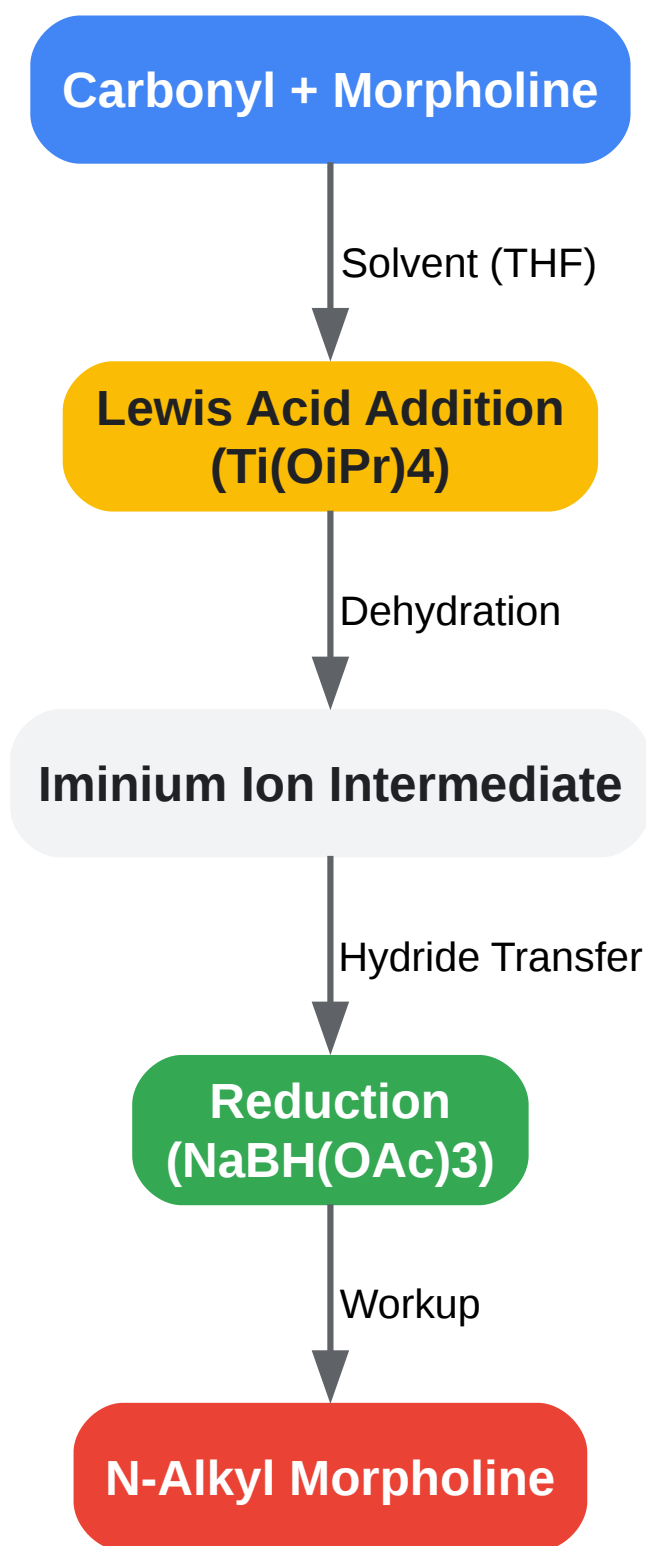 Carbonyl + Morpholine
Solvent (THF)
Lewis Acid Addition
(Ti(OiPr)4)
Dehydration
Iminium Ion Intermediate
Hydride Transfer
Reduction
(NaBH(OAc)3)
Workup
N-Alkyl Morpholine